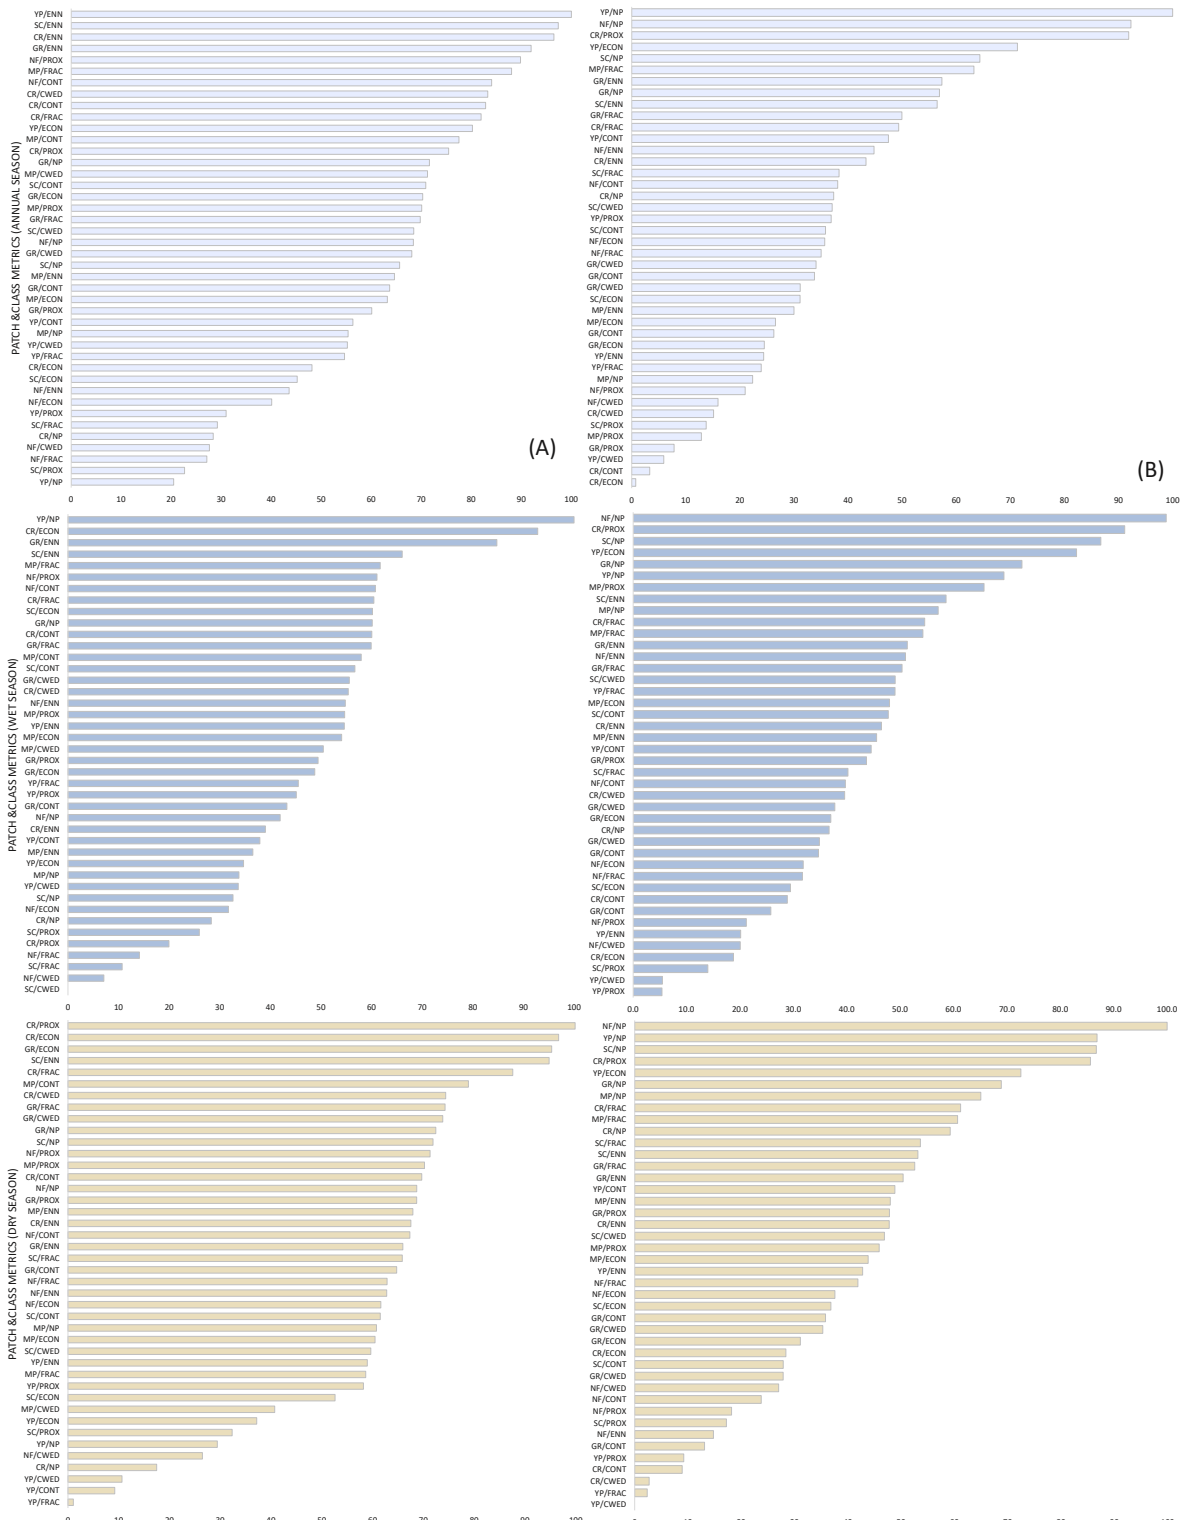 PATCH &CLASS METRICS (ANNUAL SEASON)
YP/ENN
SC/ENN
CR/ENN
GR/ENN
NF/PROX
MP/FRAC
NF/CONT
CR/CWED
CR/CONT
CR/FRAC
YP/ECON
MP/CONT
CR/PROX
GR/NP
MP/CWED
SC/CONT
GR/ECON
MP/PROX
GR/FRAC
SC/CWED
NF/NP
GR/CWED
SC/NP
MP/ENN
GR/CONT
MP/ECON
GR/PROX
YP/CONT
MP/NP
YP/CWED
YP/FRAC
CR/ECON
SC/ECON
NF/ENN
NF/ECON
YP/PROX
SC/FRAC
CR/NP
NF/CWED
NF/FRAC
SC/PROX
YP/NP
(A)
0 10 20 30 40 50 60 70 80 90 100
YP/NP
NF/NP
CR/PROX
YP/ECON
SC/NP
MP/FRAC
GR/ENN
GR/NP
SC/ENN
GR/FRAC
CR/FRAC
YP/CONT
NF/ENN
CR/ENN
SC/FRAC
NF/CONT
CR/NP
SC/CWED
YP/PROX
SC/CONT
NF/ECON
NF/FRAC
GR/CWED
GR/CONT
GR/CWED
SC/ECON
MP/ENN
MP/ECON
GR/CONT
GR/ECON
YP/ENN
YP/FRAC
MP/NP
NF/PROX
NF/CWED
CR/CWED
SC/PROX
MP/PROX
GR/PROX
YP/CWED
CR/CONT
CR/ECON
(B)
0 10 20 30 40 50 60 70 80 90 100
PATCH &CLASS METRICS (WET SEASON)
YP/NP
CR/ECON
GR/ENN
SC/ENN
MP/FRAC
NF/PROX
NF/CONT
CR/FRAC
SC/ECON
GR/NP
CR/CONT
GR/FRAC
MP/CONT
SC/CONT
GR/CWED
CR/CWED
NF/ENN
MP/PROX
YP/ENN
MP/ECON
MP/CWED
GR/PROX
GR/ECON
YP/FRAC
YP/PROX
GR/CONT
NF/NP
CR/ENN
YP/CONT
MP/ENN
YP/ECON
MP/NP
YP/CWED
SC/NP
NF/ECON
CR/NP
SC/PROX
CR/PROX
NF/FRAC
SC/FRAC
NF/CWED
SC/CWED
0 10 20 30 40 50 60 70 80 90 100
NF/NP
CR/PROX
SC/NP
YP/ECON
GR/NP
YP/NP
MP/PROX
SC/ENN
MP/NP
CR/FRAC
MP/FRAC
GR/ENN
NF/ENN
GR/FRAC
SC/CWED
YP/FRAC
MP/ECON
SC/CONT
CR/ENN
MP/ENN
YP/CONT
GR/PROX
SC/FRAC
NF/CONT
CR/CWED
GR/CWED
GR/ECON
CR/NP
GR/CWED
GR/CONT
NF/ECON
NF/FRAC
SC/ECON
CR/CONT
GR/CONT
NF/PROX
YP/ENN
NF/CWED
CR/ECON
SC/PROX
YP/CWED
YP/PROX
0.0 10.0 20.0 30.0 40.0 50.0 60.0 70.0 80.0 90.0 100.0
PATCH &CLASS METRICS (DRY SEASON)
CR/PROX
CR/ECON
GR/ECON
SC/ENN
CR/FRAC
MP/CONT
CR/CWED
GR/FRAC
GR/CWED
GR/NP
SC/NP
NF/PROX
MP/PROX
CR/CONT
NF/NP
GR/PROX
MP/ENN
CR/ENN
NF/CONT
GR/ENN
SC/FRAC
GR/CONT
NF/FRAC
NF/ENN
NF/ECON
SC/CONT
MP/NP
MP/ECON
SC/CWED
YP/ENN
MP/FRAC
YP/PROX
SC/ECON
MP/CWED
YP/ECON
SC/PROX
YP/NP
NF/CWED
CR/NP
YP/CWED
YP/CONT
YP/FRAC
0 10 20 30 40 50 60 70 80 90 100
NF/NP
YP/NP
SC/NP
CR/PROX
YP/ECON
GR/NP
MP/NP
CR/FRAC
MP/FRAC
CR/NP
SC/FRAC
SC/ENN
GR/FRAC
GR/ENN
YP/CONT
MP/ENN
GR/PROX
CR/ENN
SC/CWED
MP/PROX
MP/ECON
YP/ENN
NF/FRAC
NF/ECON
SC/ECON
GR/CONT
GR/CWED
GR/ECON
CR/ECON
SC/CONT
GR/CWED
NF/CWED
NF/CONT
NF/PROX
SC/PROX
NF/ENN
GR/CONT
YP/PROX
CR/CONT
CR/CWED
YP/FRAC
YP/CWED